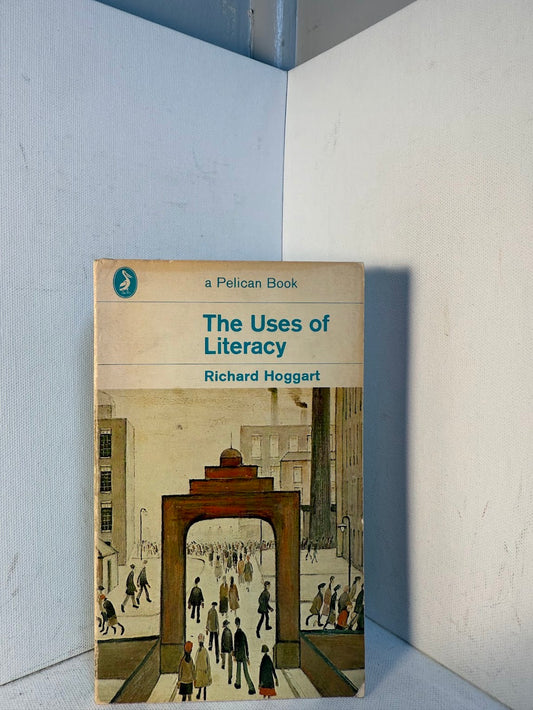 a Pelican Book
The Uses of
Literacy
Richard Hoggart